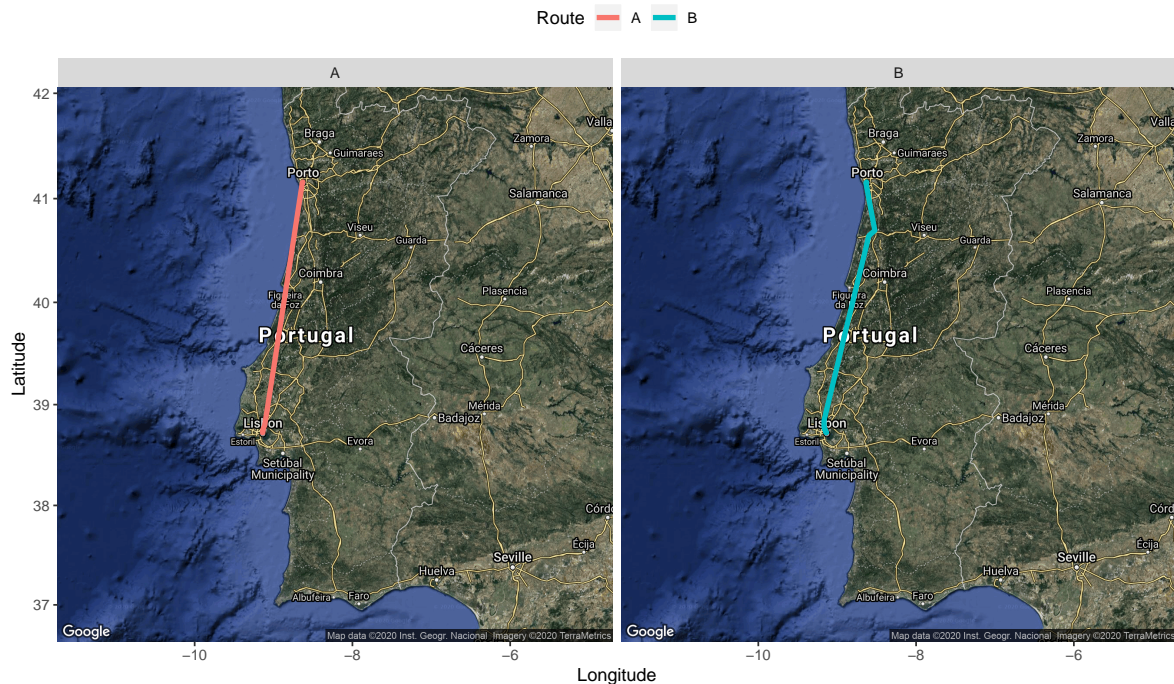 Route A B
A
B
42
41
40
39
38
37
Latitude
Braga
Guimaraes
Porto
Zamora
Valla
Salamanca
Viseu
Guarda
Coimbra
Figueira
da Foz
Plasencia
Portugal
Cáceres
Lisbon
Estoril
Setúbal
Municipality
Evora
Badajoz
Mérida
Córdo
Écija
Seville
Huelva
Albufeira
Faro
Google
Map data ©2020 Inst. Geogr. Nacional Imagery ©2020 TerraMetrics
Braga
Guimaraes
Porto
Zamora
Valla
Salamanca
Viseu
Guarda
Coimbra
Figueira
da Foz
Plasencia
Portugal
Cáceres
Lisbon
Estoril
Setúbal
Municipality
Evora
Badajoz
Mérida
Córd
Écija
Seville
Huelva
Albufeira
Faro
Google
Map data ©2020 Inst. Geogr. Nacional Imagery ©2020 TerraMetrics
−10
−8
−6
−10
−8
−6
Longitude